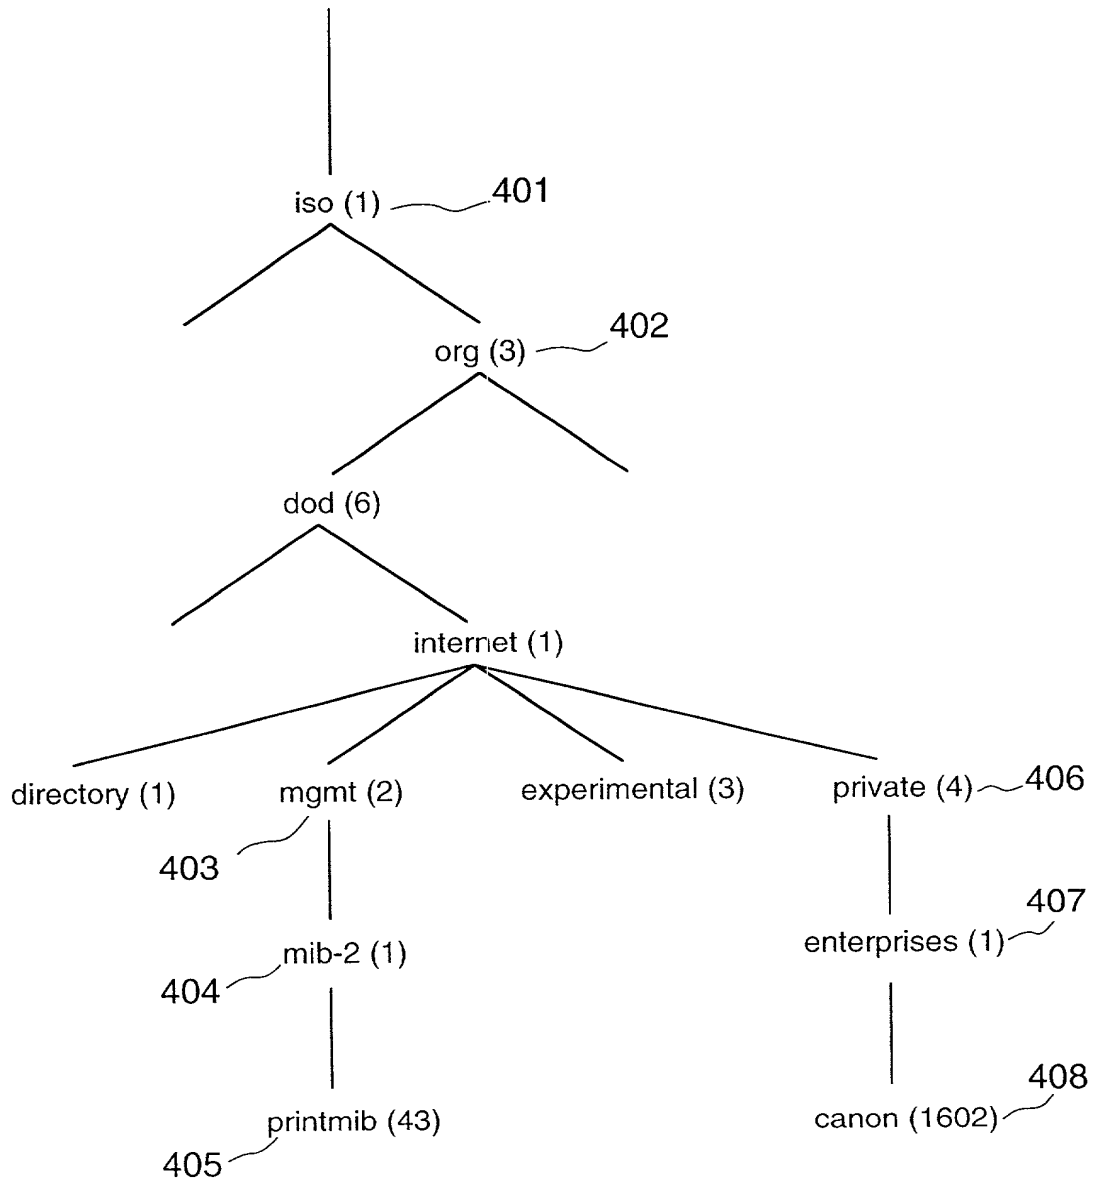 iso (1)
401
org (3)
402
dod (6)
internet (1)
directory (1)
mgmt (2)
experimental (3)
private (4)
406
403
mib-2 (1)
404
enterprises (1)
407
printmib (43)
405
canon (1602)
408